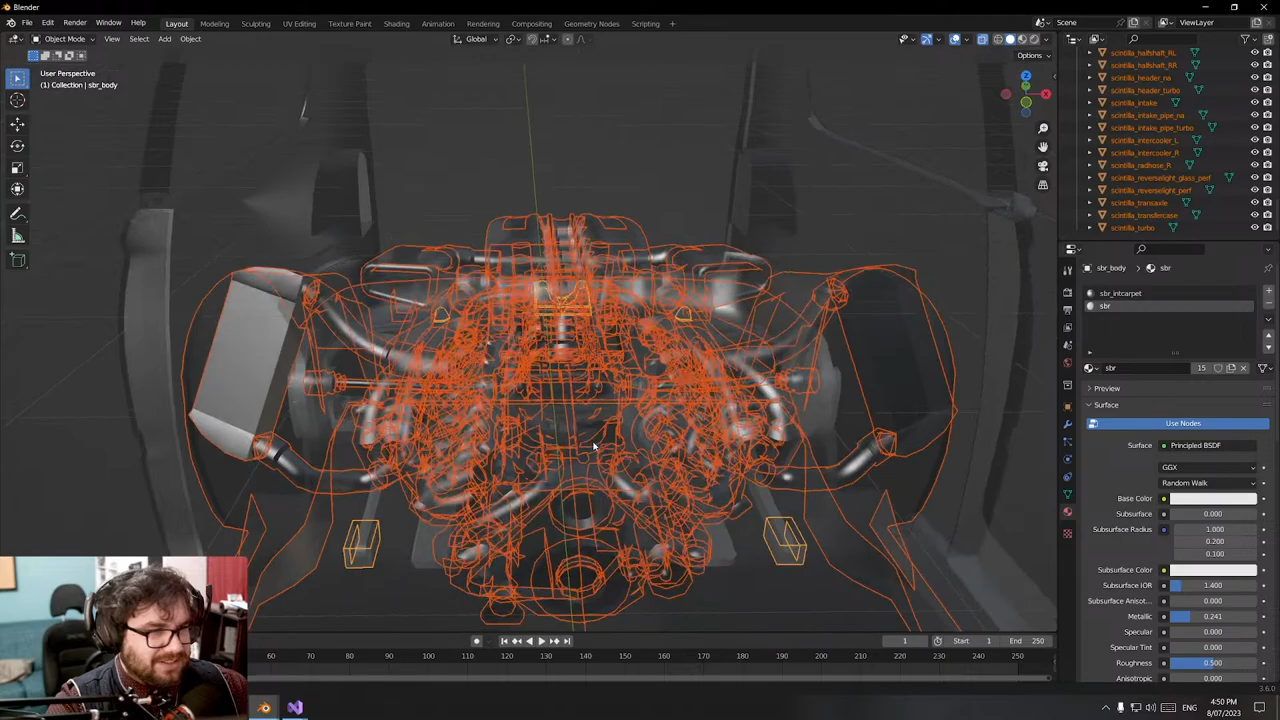 Blender
File Edit Render Window Help Layout Modeling Sculpting UV Editing Texture Paint Shading Animation Rendering Compositing Geometry Nodes Scripting + Scene ViewLayer
Object Mode View Select Add Object Global
Options
User Perspective
(1) Collection | sbr_body
Z
X
scintilla_halfshaft_RL
scintilla_halfshaft_RR
scintilla_header_na
scintilla_header_turbo
scintilla_intake
scintilla_intake_pipe_na
scintilla_intake_pipe_turbo
scintilla_intercooler_L
scintilla_intercooler_R
scintilla_radhose_R
scintilla_reverselight_glass_perf
scintilla_reverselight_perf
scintilla_transaxle
scintilla_transfercase
scintilla_turbo
sbr_body > sbr
sbr_intcarpet
sbr
sbr 15
Preview
Surface
Use Nodes
Surface Principled BSDF
GGX
Random Walk
Base Color
Subsurface 0.000
Subsurface Radius 1.000
0.200
0.100
Subsurface Color
Subsurface IOR 1.400
Subsurface Anisot.. 0.000
Metallic 0.241
Specular 0.000
Specular Tint 0.000
Roughness 0.500
Anisotropic 0.000
1 Start 1 End 250
60 70 80 90 100 110 120 130 140 150 160 170 180 190 200 210 220 230 240 250
3.6.0
ENG
4:50 PM
8/07/2023